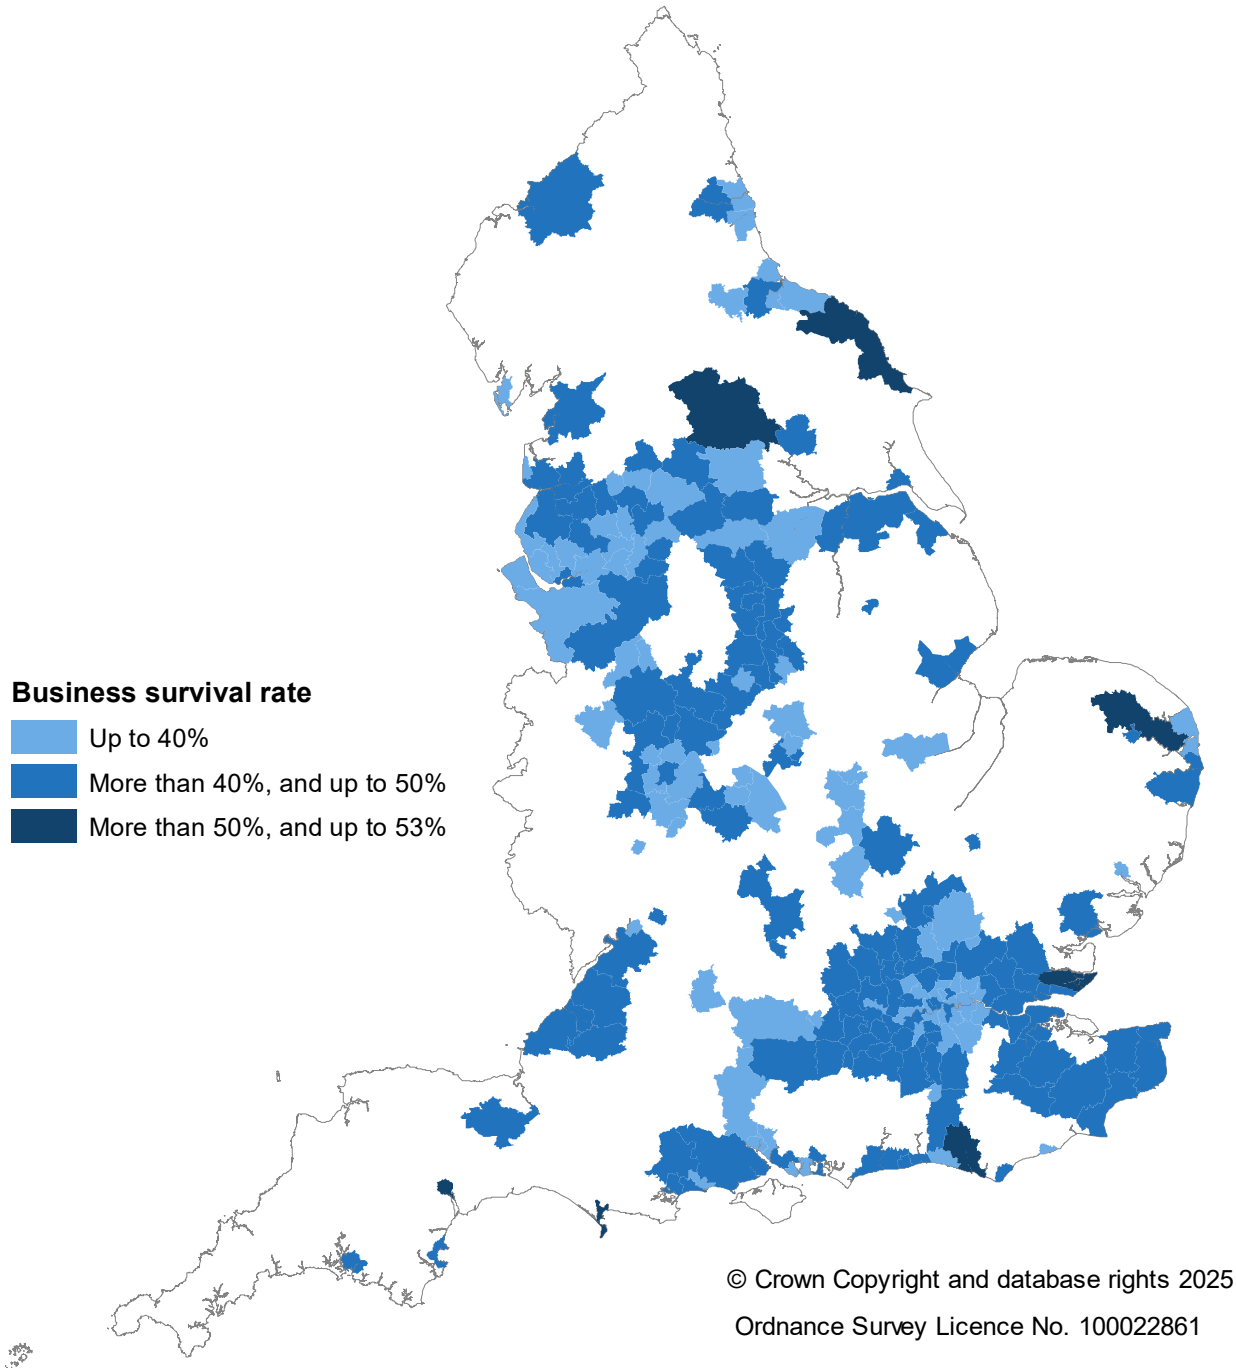 Business survival rate
Up to 40%
More than 40%, and up to 50%
More than 50%, and up to 53%
© Crown Copyright and database rights 2025
Ordnance Survey Licence No. 100022861